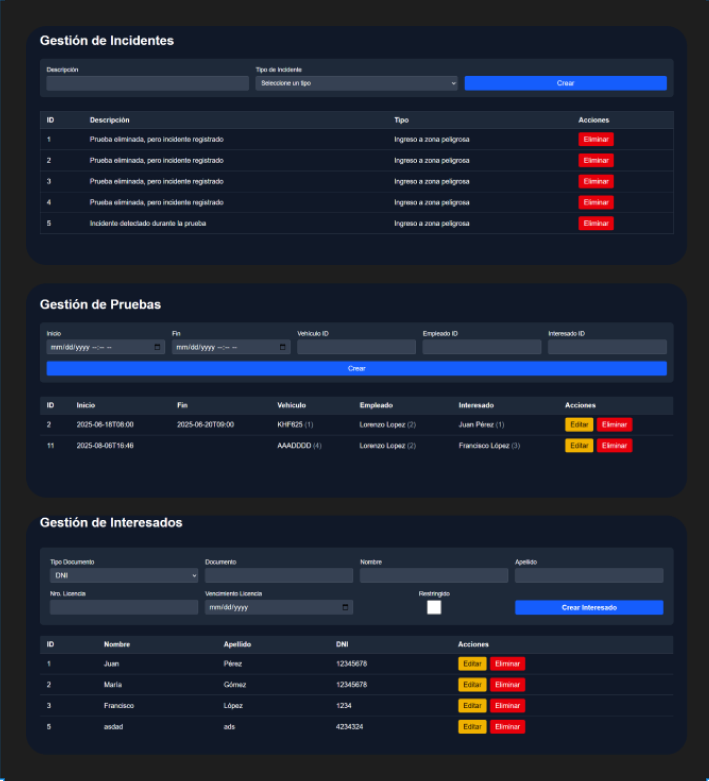 Gestión de Incidentes
Descripción Tipo de Incidente
Seleccione un tipo Crear
ID Descripción Tipo Acciones
1 Prueba eliminada, pero incidente registrado Ingreso a zona peligrosa Eliminar
2 Prueba eliminada, pero incidente registrado Ingreso a zona peligrosa Eliminar
3 Prueba eliminada, pero incidente registrado Ingreso a zona peligrosa Eliminar
4 Prueba eliminada, pero incidente registrado Ingreso a zona peligrosa Eliminar
5 Incidente detectado durante la prueba Ingreso a zona peligrosa Eliminar
Gestión de Pruebas
Inicio Fin Vehículo ID Empleado ID Interesado ID
mm/dd/yyyy --:-- -- mm/dd/yyyy --:-- --
Crear
ID Inicio Fin Vehículo Empleado Interesado Acciones
2 2025-06-18T08:00 2025-06-20T09:00 KHF625 (1) Lorenzo Lopez (2) Juan Pérez (1) Editar Eliminar
11 2025-08-06T16:46 AAADDDD (4) Lorenzo Lopez (2) Francisco López (3) Editar Eliminar
Gestión de Interesados
Tipo Documento Documento Nombre Apellido
DNI
Nro. Licencia Vencimiento Licencia Restringido
mm/dd/yyyy Crear Interesado
ID Nombre Apellido DNI Acciones
1 Juan Pérez 12345678 Editar Eliminar
2 María Gómez 12345678 Editar Eliminar
3 Francisco López 1234 Editar Eliminar
5 asdad ads 4234324 Editar Eliminar